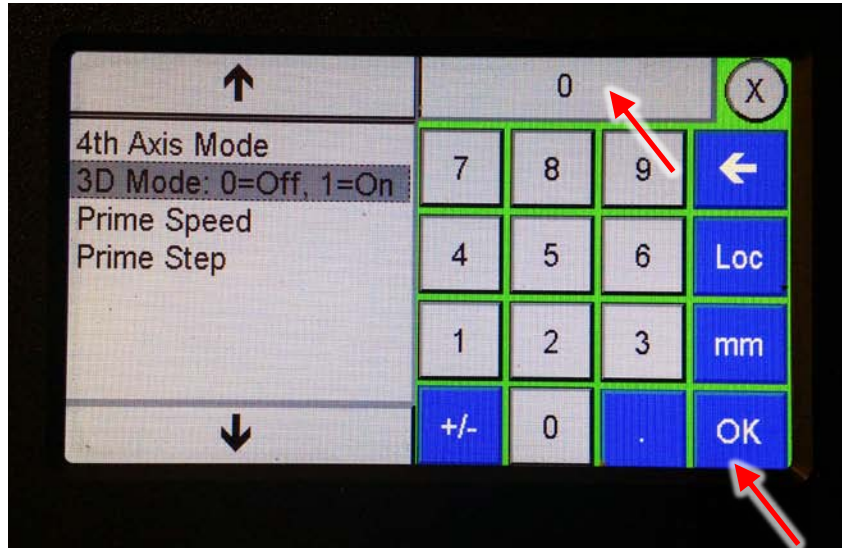 0
X
4th Axis Mode
3D Mode: 0=Off, 1=On
Prime Speed
Prime Step
7 8 9
4 5 6 Loc
1 2 3 mm
+/- 0 . OK